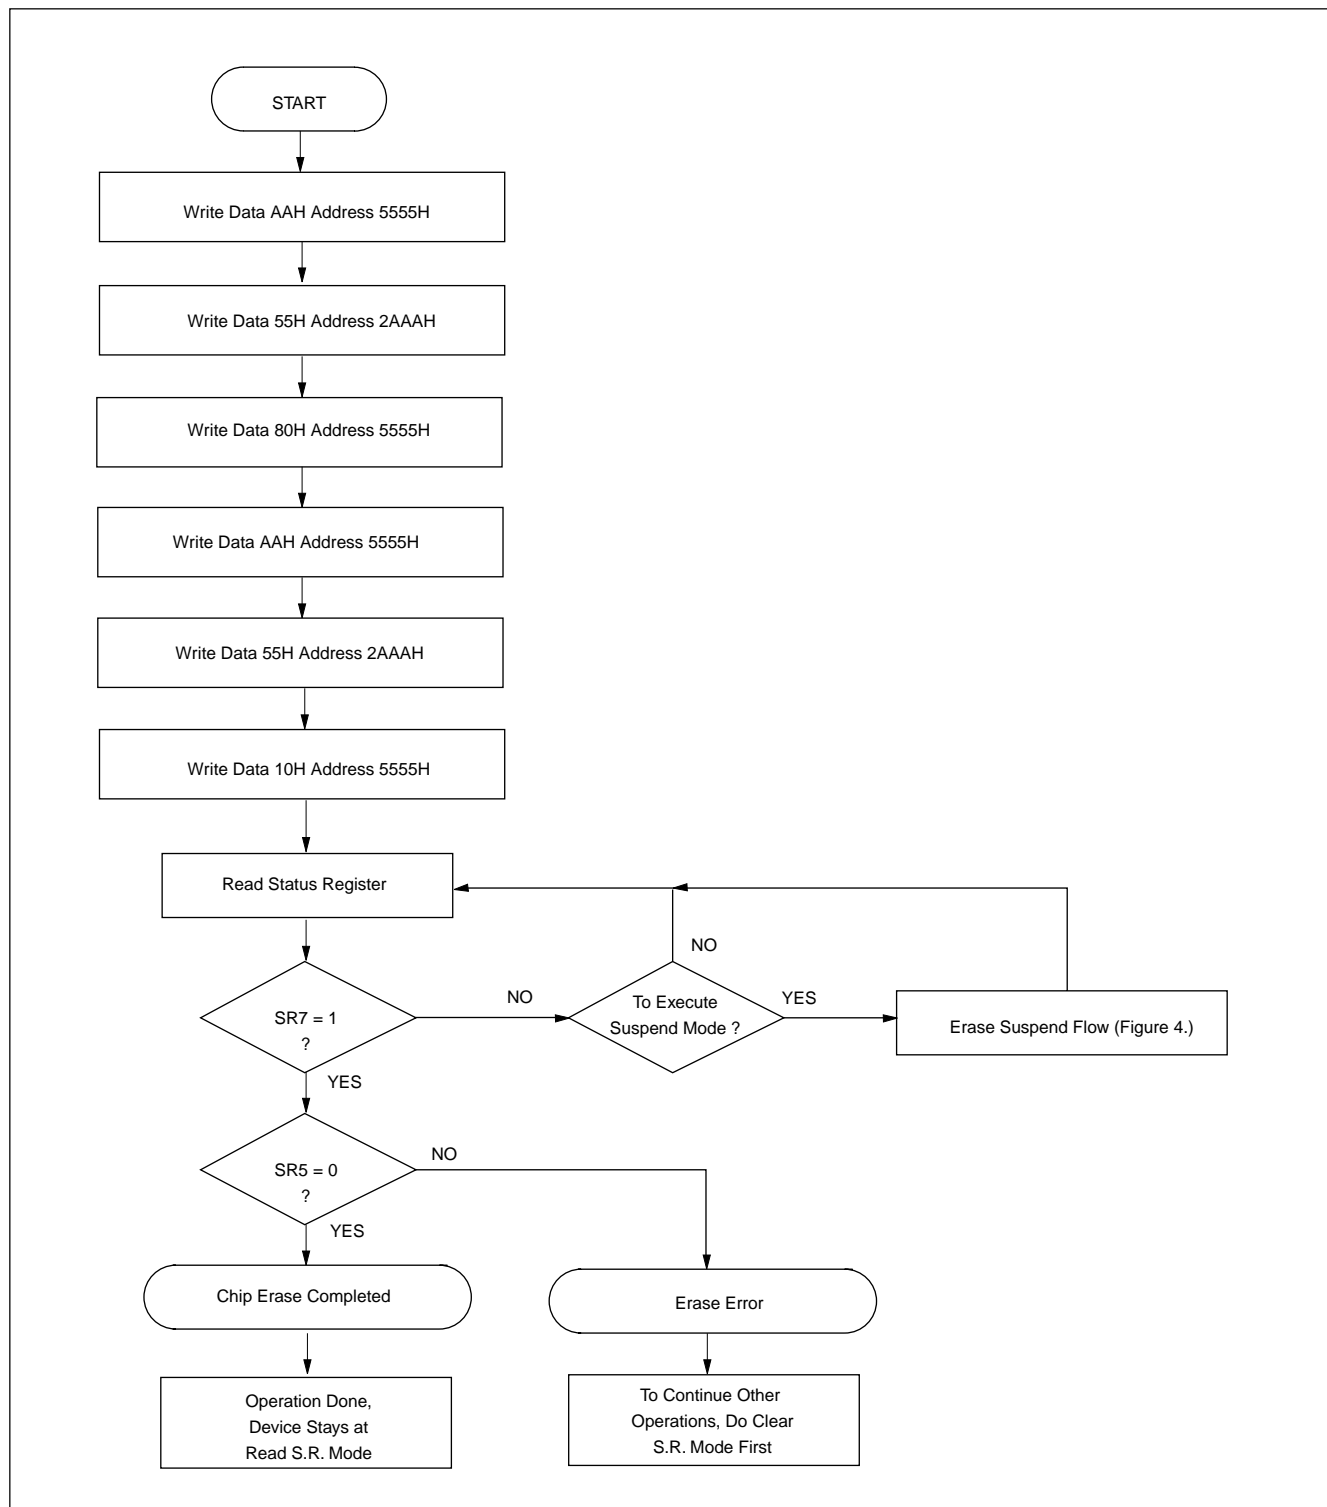 START
Write Data AAH Address 5555H
Write Data 55H Address 2AAAH
Write Data 80H Address 5555H
Write Data AAH Address 5555H
Write Data 55H Address 2AAAH
Write Data 10H Address 5555H
Read Status Register
NO
SR7 = 1
?
NO
To Execute
Suspend Mode ?
YES
Erase Suspend Flow (Figure 4.)
YES
SR5 = 0
?
NO
YES
Chip Erase Completed
Erase Error
Operation Done,
Device Stays at
Read S.R. Mode
To Continue Other
Operations, Do Clear
S.R. Mode First